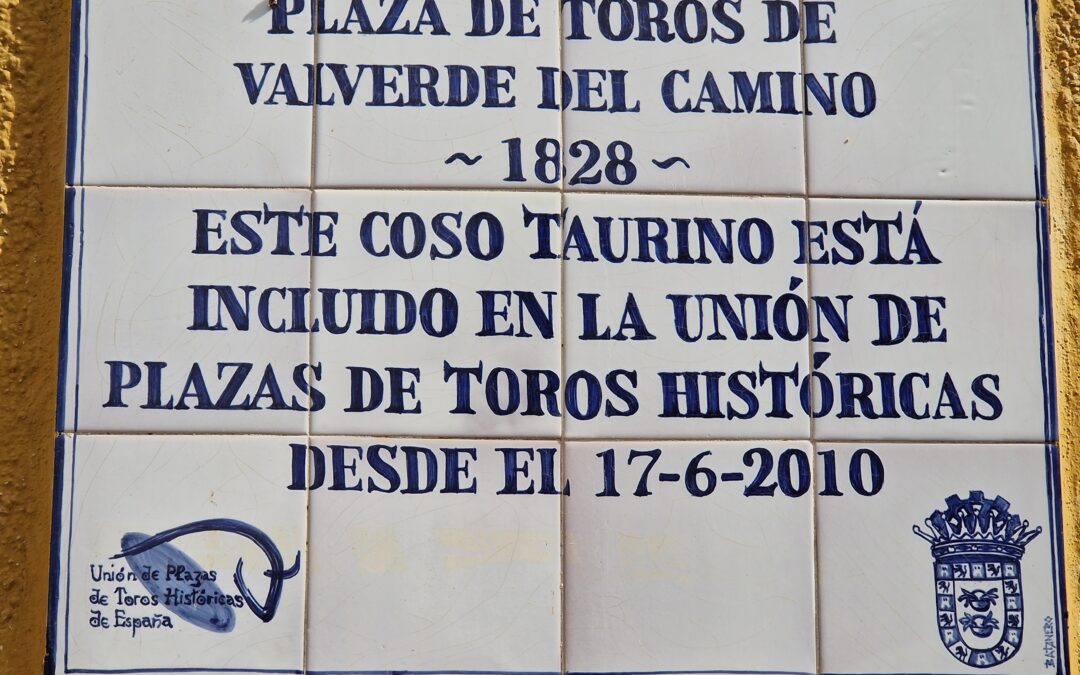 PLAZA DE TOROS DE
VALVERDE DEL CAMINO
~ 1828 ~
ESTE COSO TAURINO ESTÁ
INCLUIDO EN LA UNIÓN DE
PLAZAS DE TOROS HISTÓRICAS
DESDE EL 17-6-2010
Unión de Plazas
de Toros Históricas
de España
BATANERO